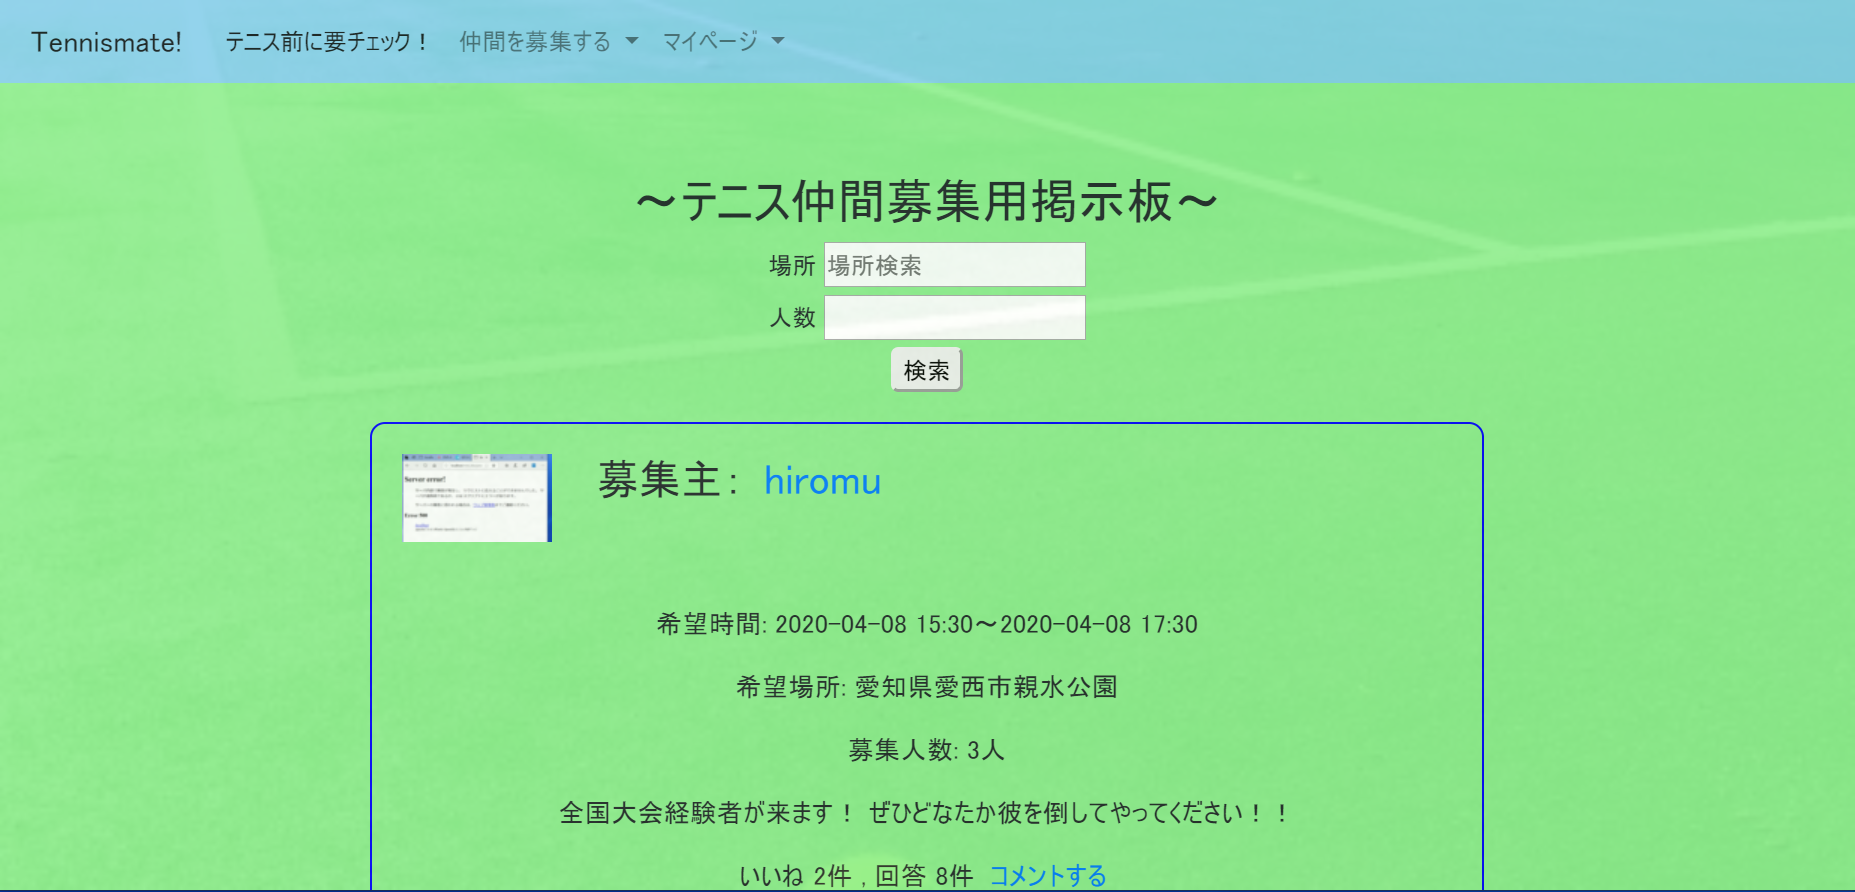 Tennismate! テニス前に要チェック！ 仲間を募集する マイページ
～テニス仲間募集用掲示板～
場所 場所検索
人数
検索
Server error!
Error 500
募集主： hiromu
希望時間: 2020-04-08 15:30～2020-04-08 17:30
希望場所: 愛知県愛西市親水公園
募集人数: 3人
全国大会経験者が来ます！ ぜひどなたか彼を倒してやってください！！
いいね 2件 , 回答 8件 コメントする